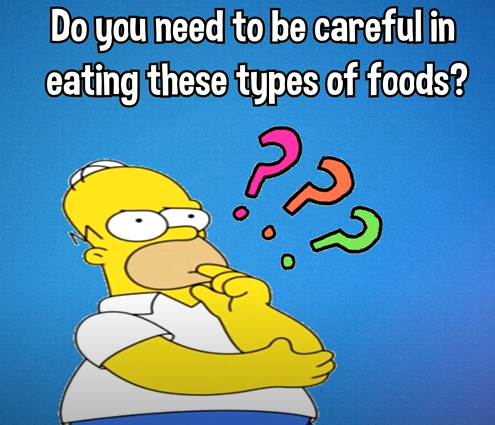 Do you need to be careful in
eating these types of foods?
???